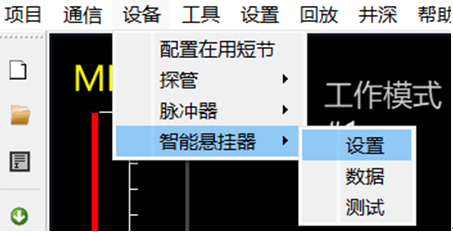 项目 通信 设备 工具 设置 回放 井深 帮助
配置在用短节
探管
脉冲器
智能悬挂器
设置
数据
测试
工作模式